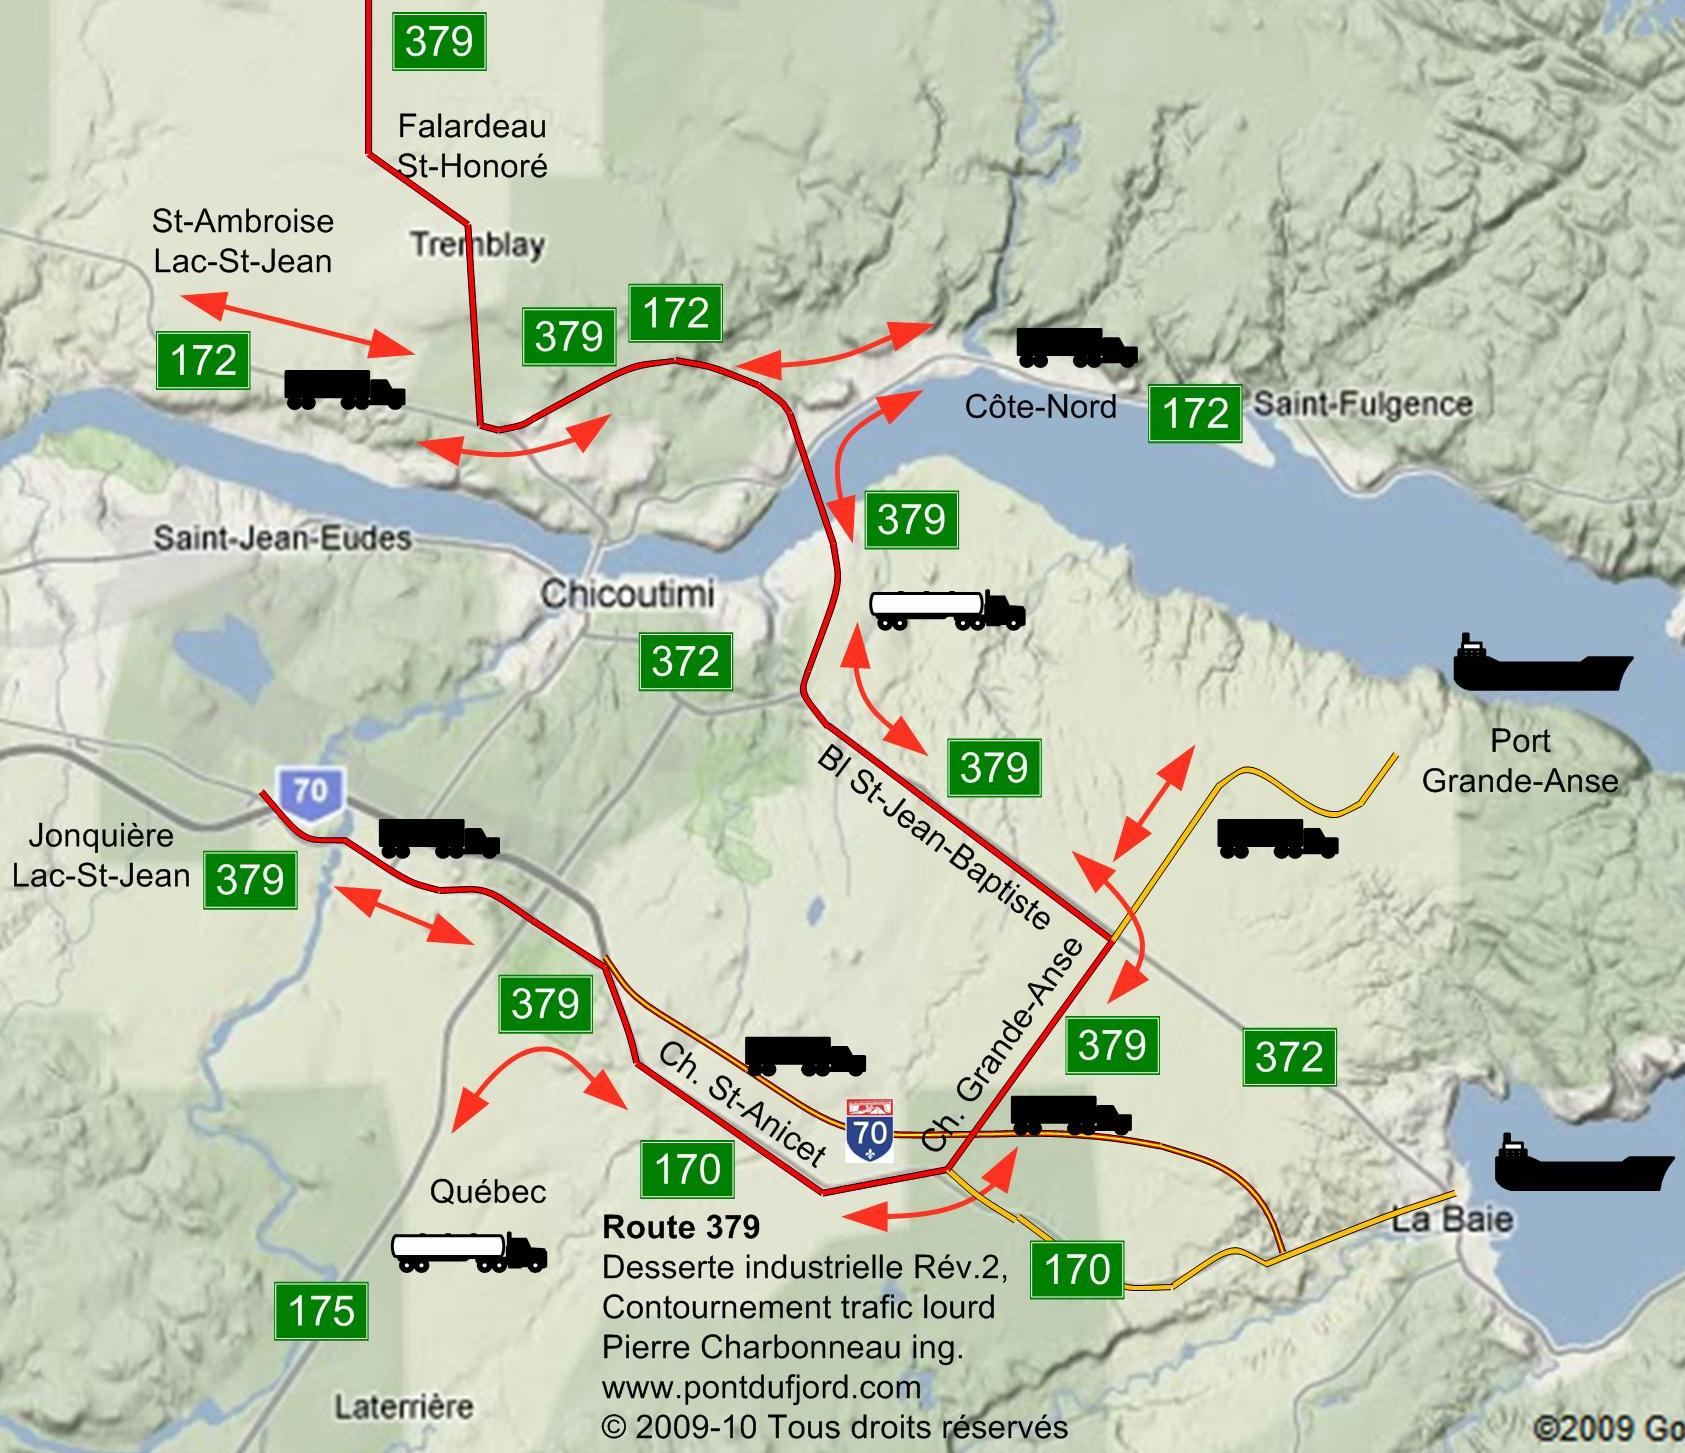 379
Falardeau
St-Honoré
St-Ambroise
Lac-St-Jean
Tremblay
172
379
172
Côte-Nord
172
Saint-Fulgence
379
Saint-Jean-Eudes
Chicoutimi
372
379
Bl St-Jean-Baptiste
Port
Grande-Anse
70
Jonquière
Lac-St-Jean
379
379
Ch. Grande-Anse
379
372
Ch. St-Anicet
70
170
Québec
La Baie
170
175
Route 379
Desserte industrielle Rév.2,
Contournement trafic lourd
Pierre Charbonneau ing.
www.pontdufjord.com
© 2009-10 Tous droits réservés
Laterrière
©2009 Go